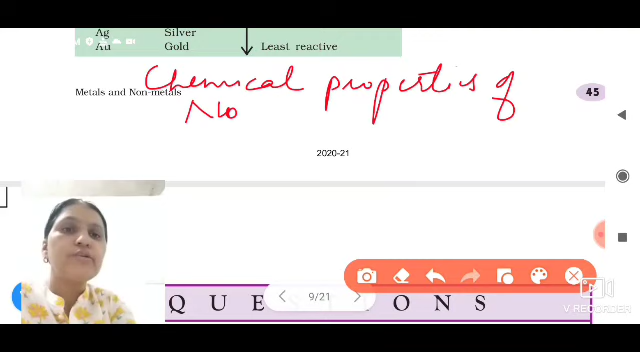 Ag Silver
Au Gold Least reactive
Chemical properties of
No
Metals and Non-metals 45
2020-21
9/21
QUESTIONS
V RECORDER